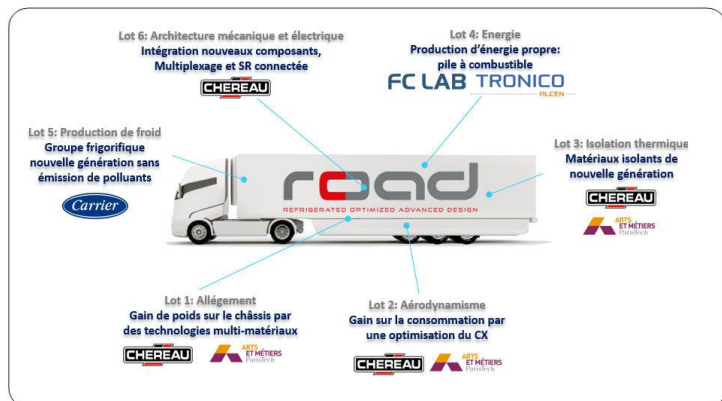 Lot 6: Architecture mécanique et électrique
Intégration nouveaux composants,
Multiplexage et SR connectée
CHEREAU
Lot 4: Energie
Production d'énergie propre:
pile à combustible
FC LAB TRONICO
ALCEN
Lot 5: Production de froid
Groupe frigorifique
nouvelle génération sans
émission de polluants
Carrier
Lot 3: Isolation thermique
Matériaux isolants de
nouvelle génération
CHEREAU
ARTS
ET MÉTIERS
ParisTech
road
REFRIGERATED OPTIMIZED ADVANCED DESIGN
Lot 1: Allégement
Gain de poids sur le châssis par
des technologies multi-matériaux
CHEREAU
ARTS
ET MÉTIERS
ParisTech
Lot 2: Aérodynamisme
Gain sur la consommation par
une optimisation du CX
CHEREAU
ARTS
ET MÉTIERS
ParisTech